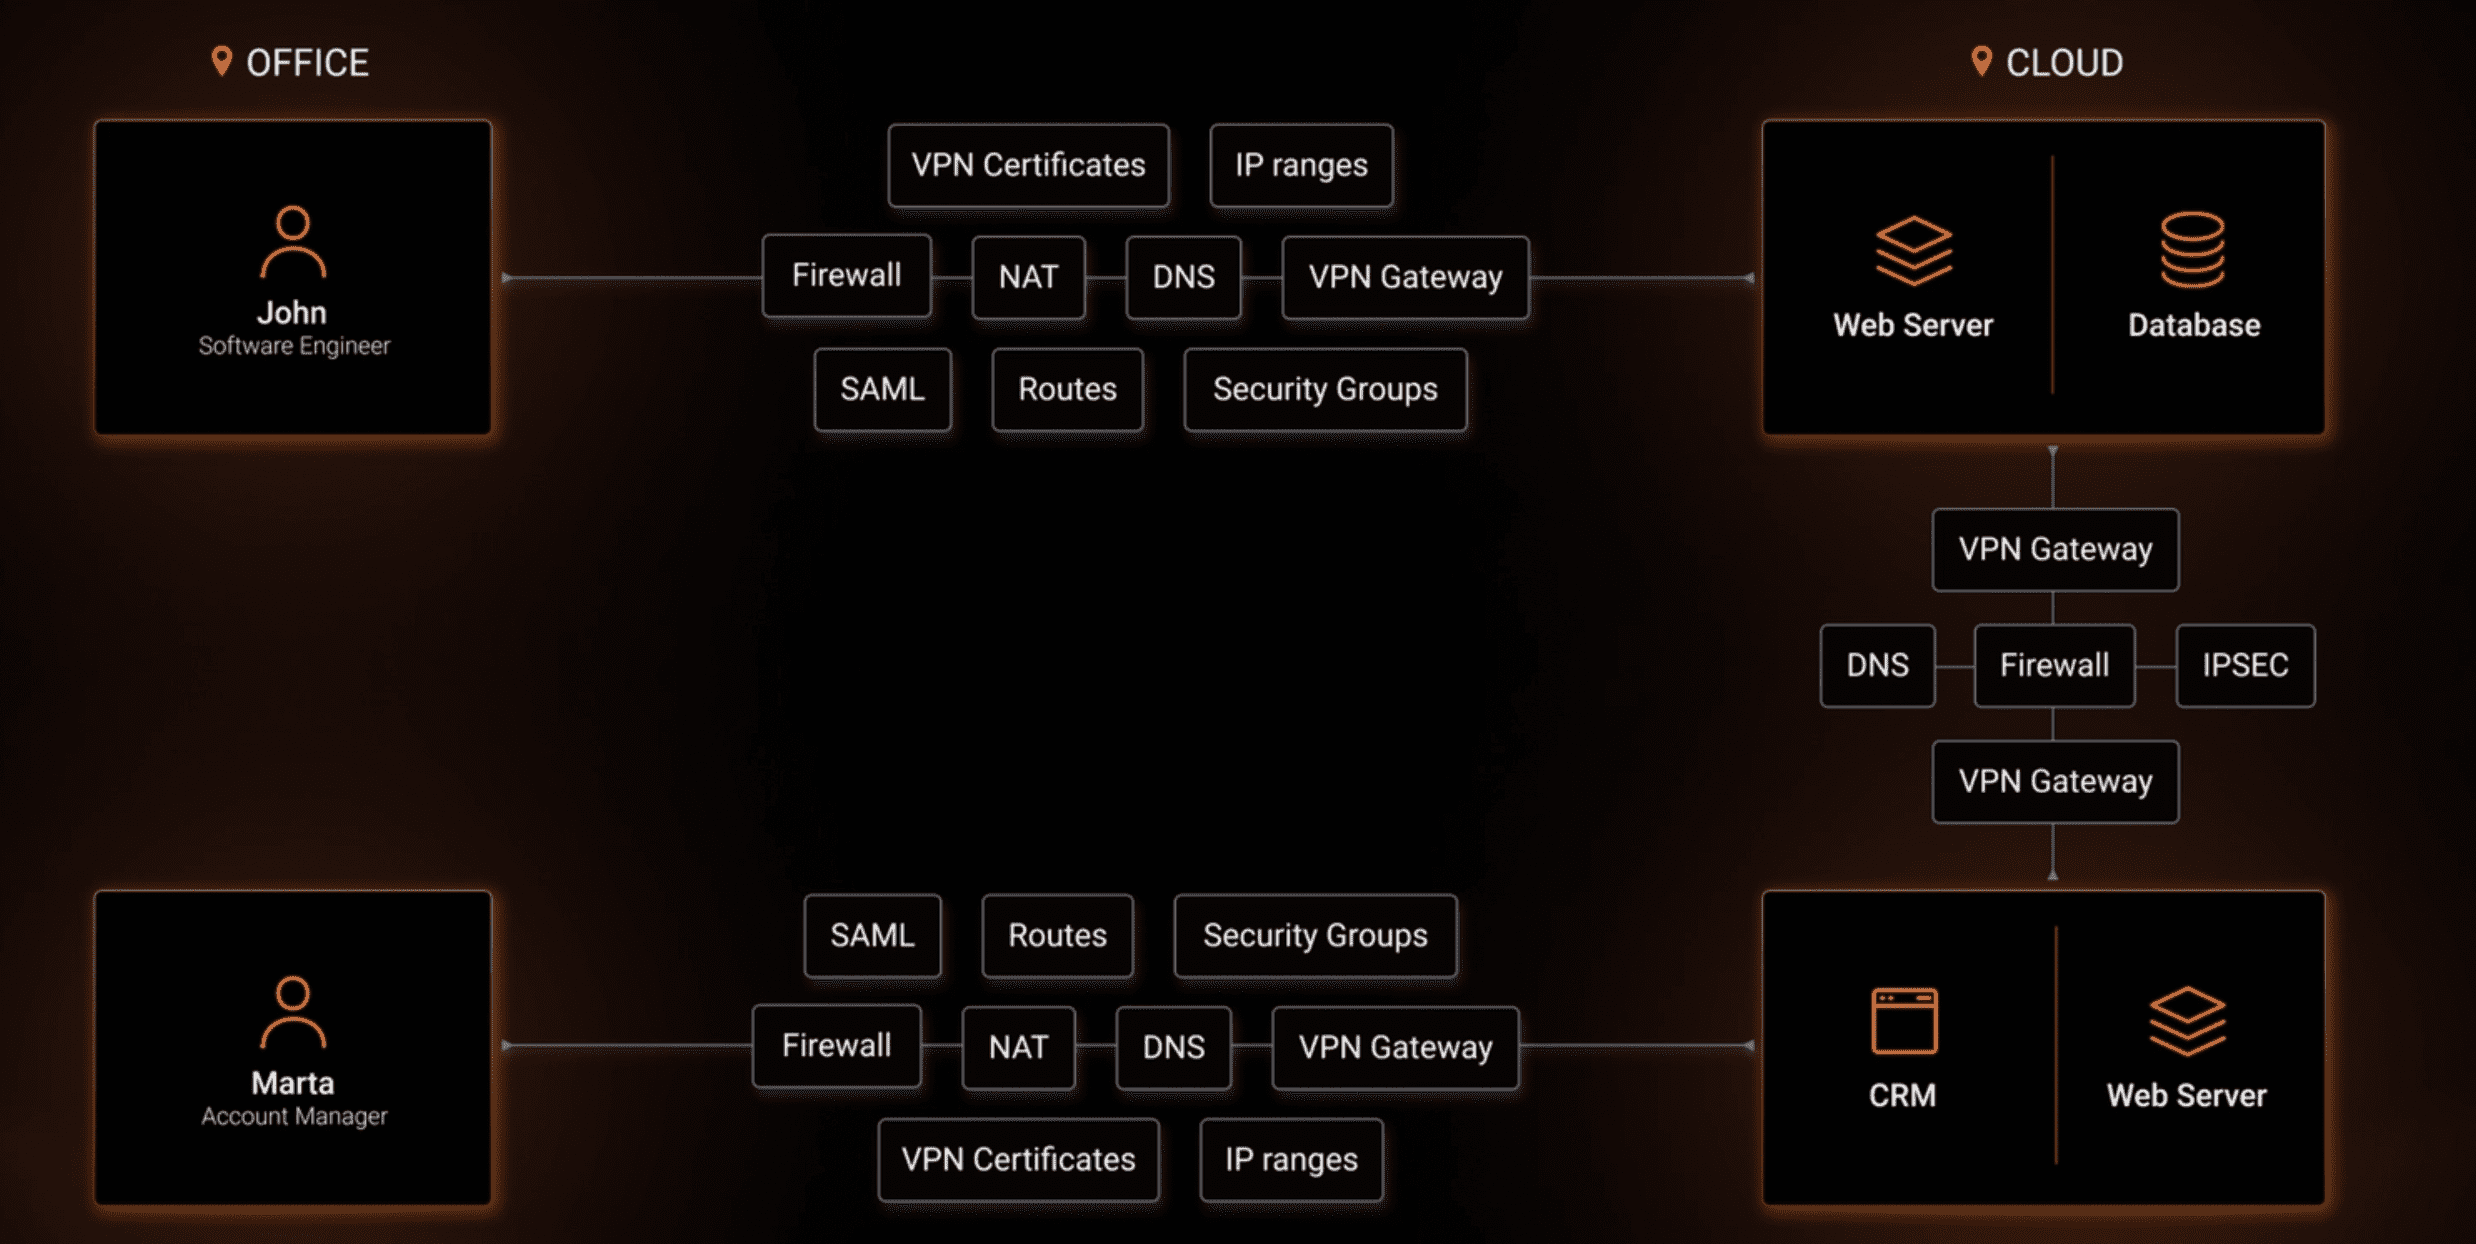 OFFICE
CLOUD
VPN Certificates
IP ranges
John
Software Engineer
Firewall
NAT
DNS
VPN Gateway
Web Server
Database
SAML
Routes
Security Groups
VPN Gateway
DNS
Firewall
IPSEC
VPN Gateway
SAML
Routes
Security Groups
Marta
Account Manager
Firewall
NAT
DNS
VPN Gateway
CRM
Web Server
VPN Certificates
IP ranges